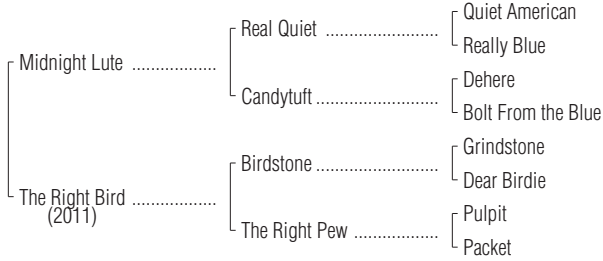 Quiet American
Real Quiet ....................
Really Blue
Midnight Lute ...................
Dehere
Candytuft ...........................
Bolt From the Blue
Grindstone
Birdstone ...........................
Dear Birdie
The Right Bird ...................
(2011)
Pulpit
The Right Pew ...................
Packet